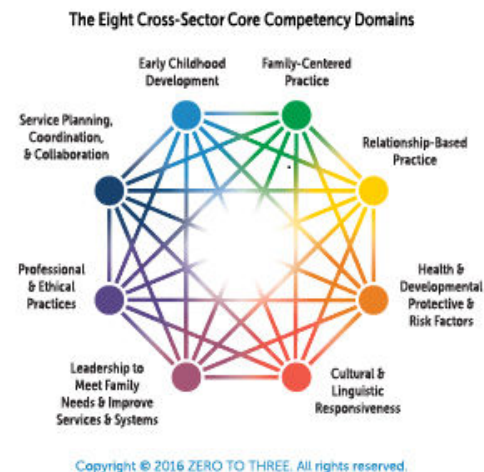 The Eight Cross-Sector Core Competency Domains
Early Childhood
Development
Family-Centered
Practice
Service Planning,
Coordination,
& Collaboration
Relationship-Based
Practice
Professional
& Ethical
Practices
Health &
Developmental
Protective &
Risk Factors
Leadership to
Meet Family
Needs & Improve
Services & Systems
Cultural &
Linguistic
Responsiveness
Copyright © 2016 ZERO TO THREE. All rights reserved.